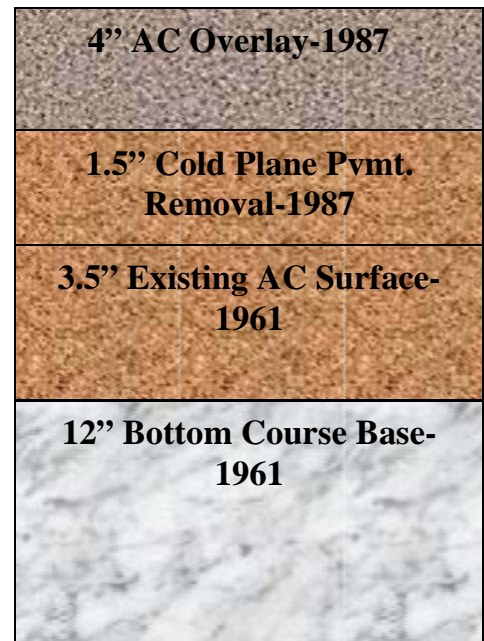 4” AC Overlay-1987
1.5” Cold Plane Pvmt.
Removal-1987
3.5” Existing AC Surface-
1961
12” Bottom Course Base-
1961